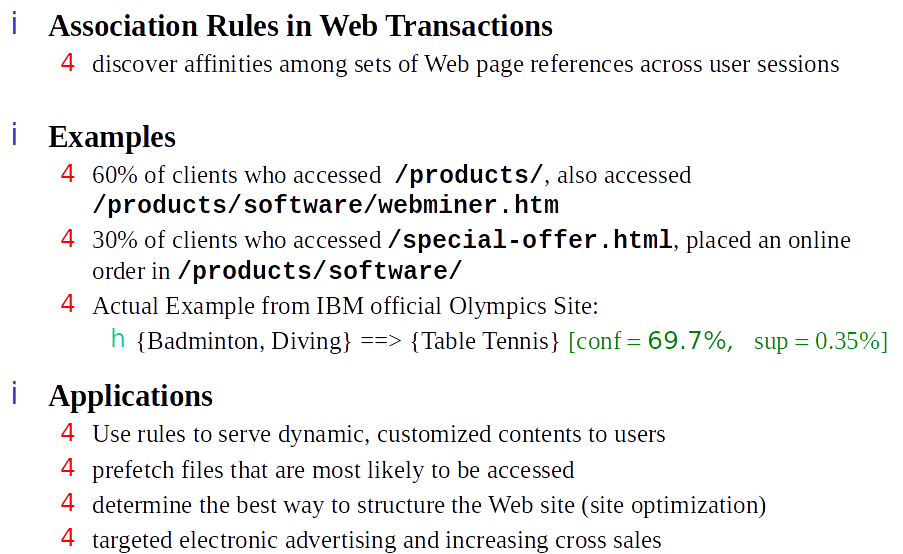 i Association Rules in Web Transactions
4 discover affinities among sets of Web page references across user sessions
i Examples
4 60% of clients who accessed /products/, also accessed
/products/software/webminer.htm
4 30% of clients who accessed /special-offer.html, placed an online
order in /products/software/
4 Actual Example from IBM official Olympics Site:
h {Badminton, Diving} ==> {Table Tennis} [conf = 69.7%, sup = 0.35%]
i Applications
4 Use rules to serve dynamic, customized contents to users
4 prefetch files that are most likely to be accessed
4 determine the best way to structure the Web site (site optimization)
4 targeted electronic advertising and increasing cross sales